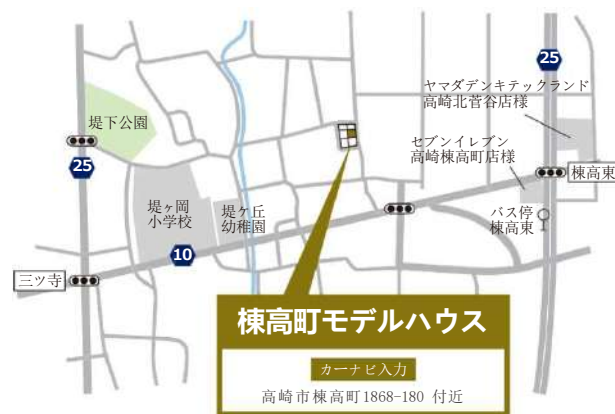 25
ヤマダデンキテックランド
高崎北菅谷店様
堤下公園
セブンイレブン
高崎棟高町店様
25
棟高東
堤ヶ岡
小学校
堤ケ丘
幼稚園
バス停
棟高東
10
三ツ寺
棟高町モデルハウス
カーナビ入力
高崎市棟高町1868-180 付近